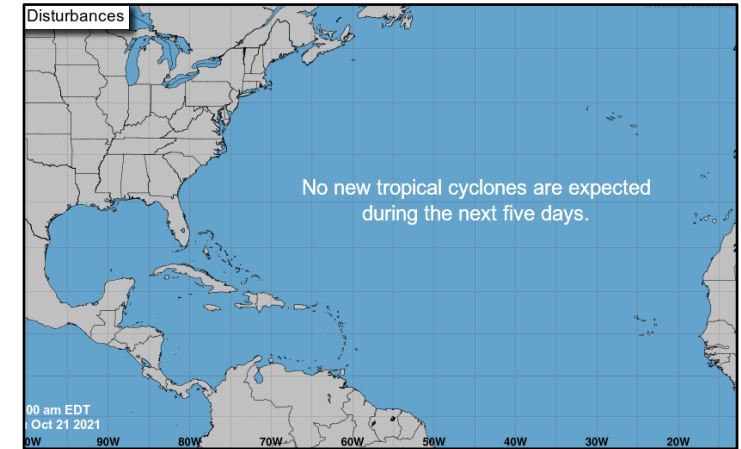 Disturbances
No new tropical cyclones are expected
during the next five days.
00 am EDT
Oct 21 2021
0W 90W 80W 70W 60W 50W 40W 30W 20W